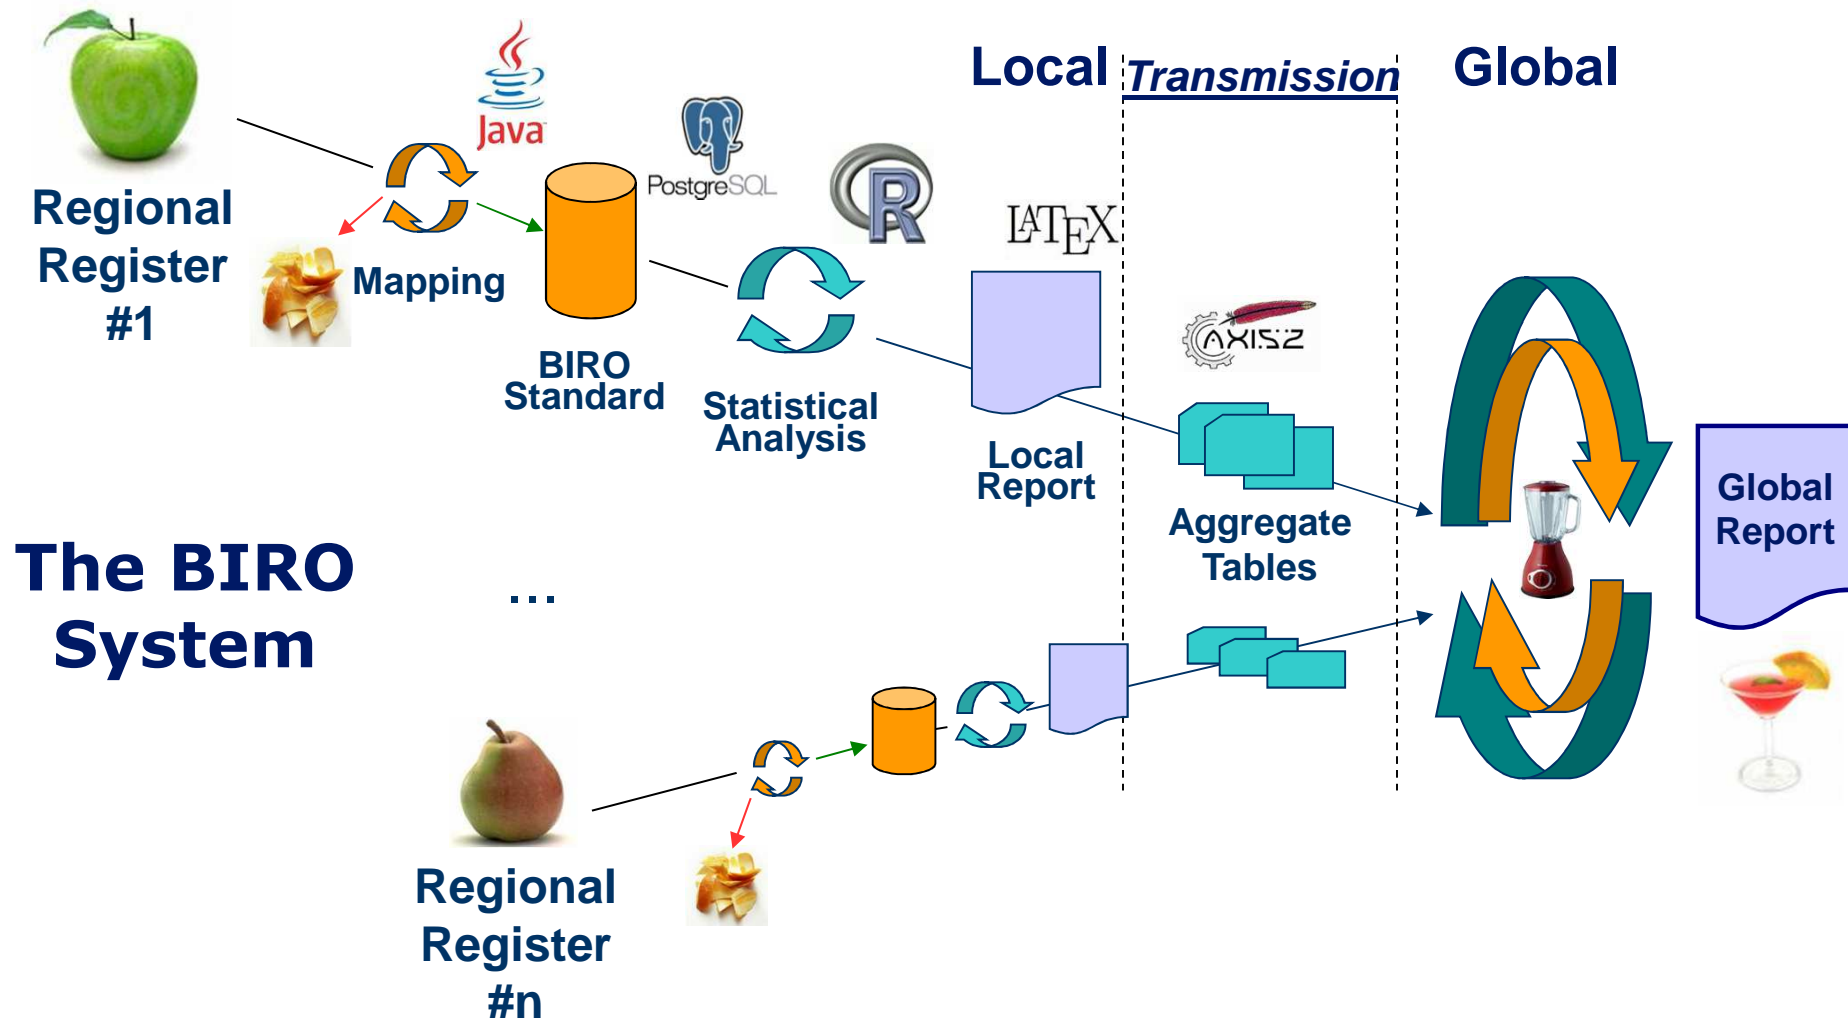 Local
Transmission
Global
Java
PostgreSQL
R
LATEX
Regional
Register
#1
Mapping
BIRO
Standard
Statistical
Analysis
Local
Report
AXIS2
Aggregate
Tables
Global
Report
The BIRO
System
...
Regional
Register
#n